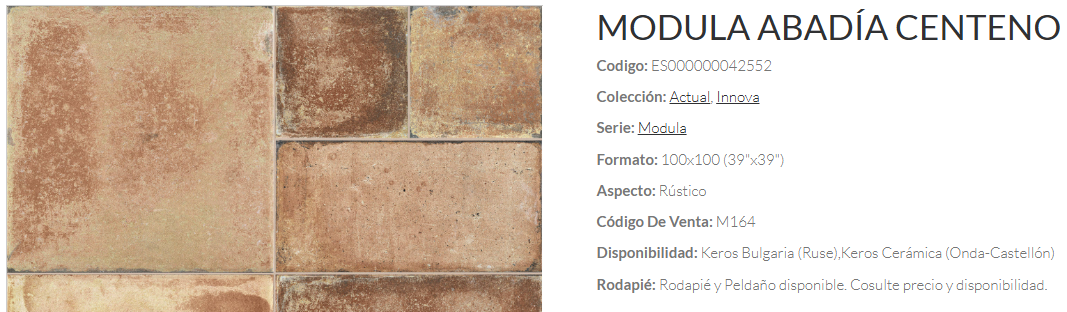 MODULA ABADÍA CENTENO
Codigo: ES000000042552
Colección: Actual, Innova
Serie: Modula
Formato: 100x100 (39"x39")
Aspecto: Rústico
Código De Venta: M164
Disponibilidad: Keros Bulgaria (Ruse),Keros Cerámica (Onda-Castellón)
Rodapié: Rodapié y Peldaño disponible. Cosulte precio y disponibilidad.